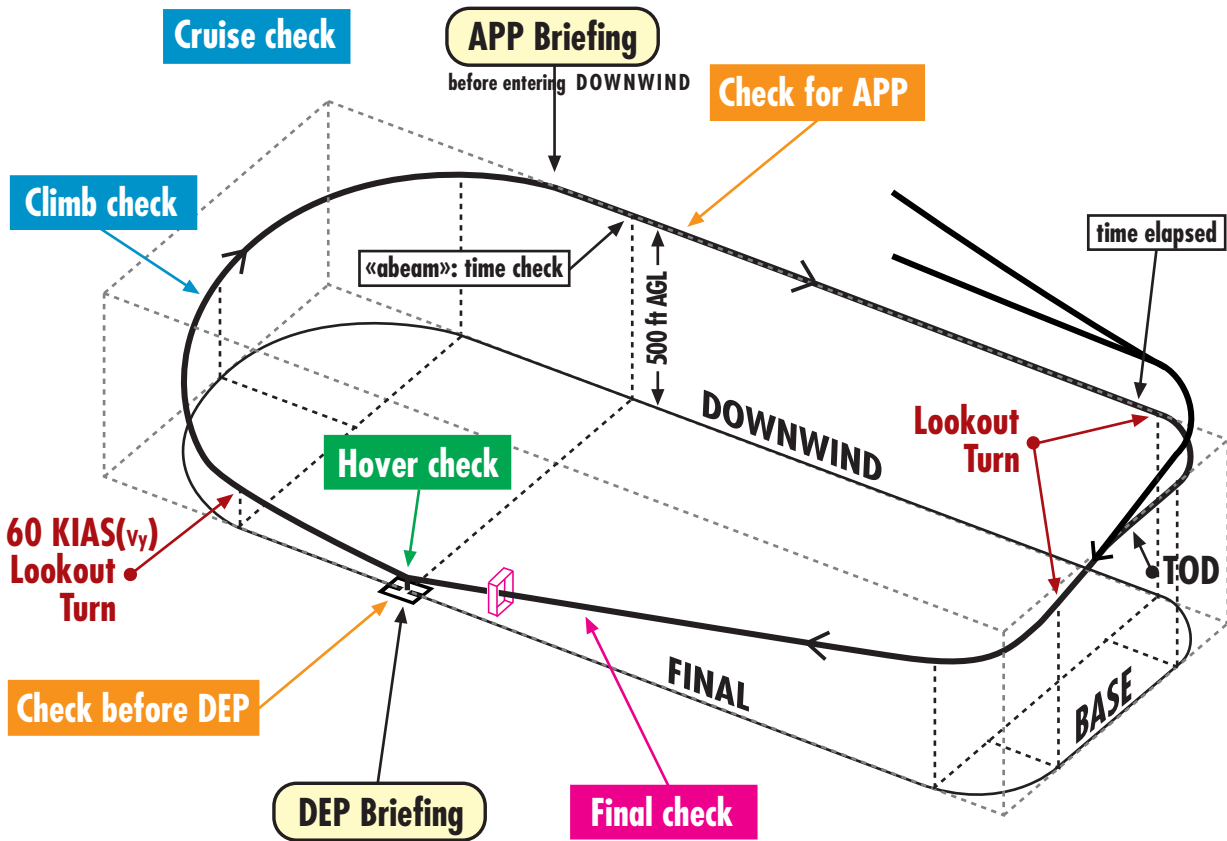 Cruise check
APP Briefing
before entering DOWNWIND
Check for APP
Climb check
«abeam»: time check
time elapsed
500 ft AGL
DOWNWIND
Lookout
Turn
Hover check
60 KIAS(Vy)
Lookout
Turn
TOD
FINAL
BASE
Check before DEP
DEP Briefing
Final check